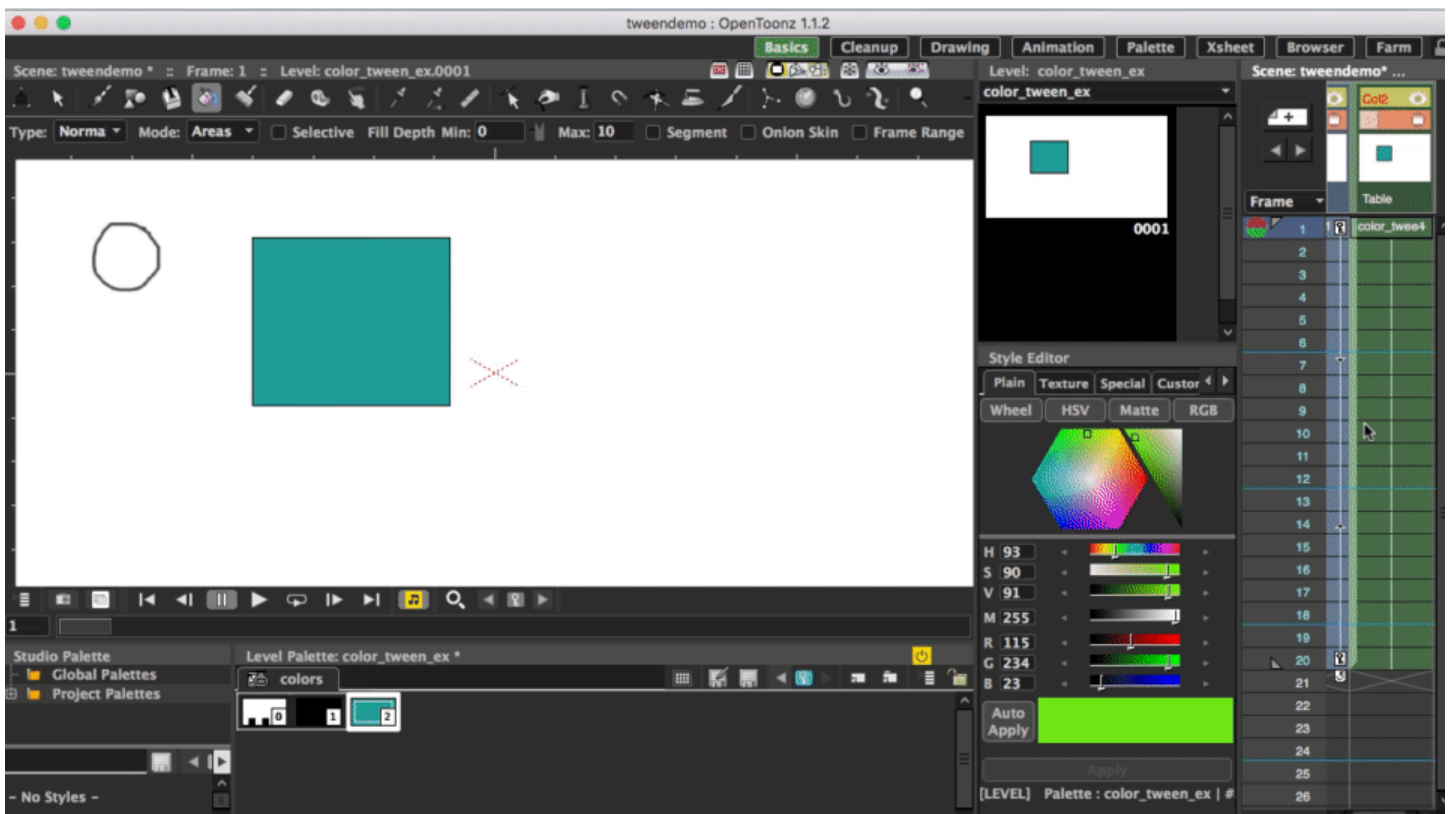 tweendemo : OpenToonz 1.1.2
Basics Cleanup Drawing Animation Palette Xsheet Browser Farm
Scene: tweendemo * :: Frame: 1 :: Level: color_tween_ex.0001
Level: color_tween_ex
Scene: tweendemo* ...
color_tween_ex
Col2
Type: Norma Mode: Areas Selective Fill Depth Min: 0 Max: 10 Segment Onion Skin Frame Range
0001
Frame
Table
1 color_twee4
2
3
4
5
6
7
8
9
10
11
12
13
14
15
16
17
18
19
20
21
22
23
24
25
26
Style Editor
Plain Texture Special Custor
Wheel HSV Matte RGB
H 93
S 90
V 91
M 255
R 115
G 234
B 23
Auto Apply
Apply
[LEVEL] Palette : color_tween_ex | #
1
Studio Palette
Global Palettes
Project Palettes
- No Styles -
Level Palette: color_tween_ex *
colors
0 1 2